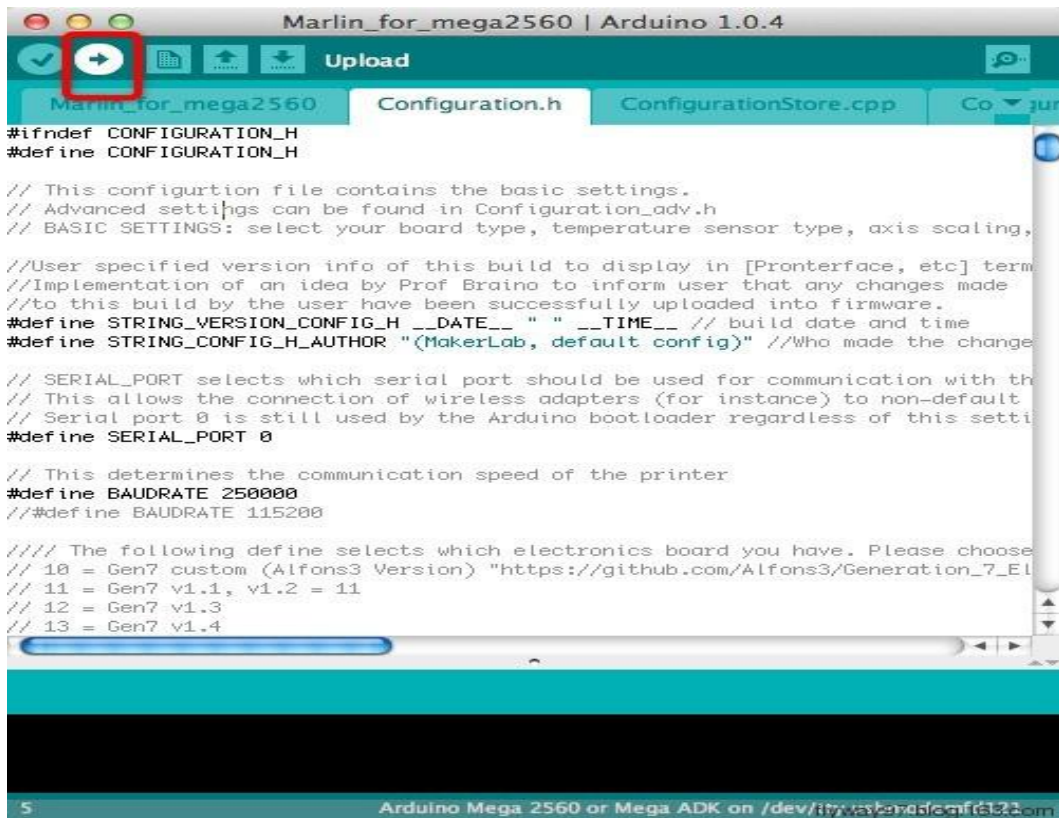 Marlin_for_mega2560 | Arduino 1.0.4
Upload
Marlin_for_mega2560 Configuration.h ConfigurationStore.cpp
#ifndef CONFIGURATION_H
#define CONFIGURATION_H
// This configurtion file contains the basic settings.
// Advanced settings can be found in Configuration_adv.h
// BASIC SETTINGS: select your board type, temperature sensor type, axis scaling,
//User specified version info of this build to display in [Pronterface, etc] term
//Implementation of an idea by Prof Braino to inform user that any changes made
//to this build by the user have been successfully uploaded into firmware.
#define STRING_VERSION_CONFIG_H __DATE__ " " __TIME__ // build date and time
#define STRING_CONFIG_H_AUTHOR "(MakerLab, default config)" //Who made the change
// SERIAL_PORT selects which serial port should be used for communication with th
// This allows the connection of wireless adapters (for instance) to non-default
// Serial port 0 is still used by the Arduino bootloader regardless of this setti
#define SERIAL_PORT 0
// This determines the communication speed of the printer
#define BAUDRATE 250000
//#define BAUDRATE 115200
//// The following define selects which electronics board you have. Please choose
// 10 = Gen7 custom (Alfons3 Version) "https://github.com/Alfons3/Generation_7_El
// 11 = Gen7 v1.1, v1.2 = 11
// 12 = Gen7 v1.3
// 13 = Gen7 v1.4
5 Arduino Mega 2560 or Mega ADK on